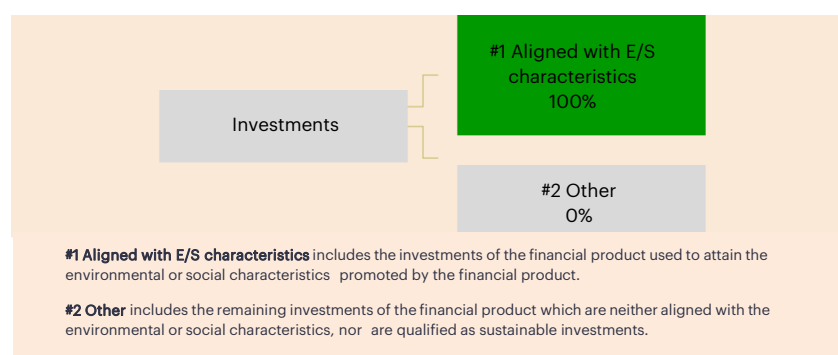 #1 Aligned with E/S
characteristics
100%
Investments
#2 Other
0%
#1 Aligned with E/S characteristics includes the investments of the financial product used to attain the
environmental or social characteristics promoted by the financial product.
#2 Other includes the remaining investments of the financial product which are neither aligned with the
environmental or social characteristics, nor are qualified as sustainable investments.